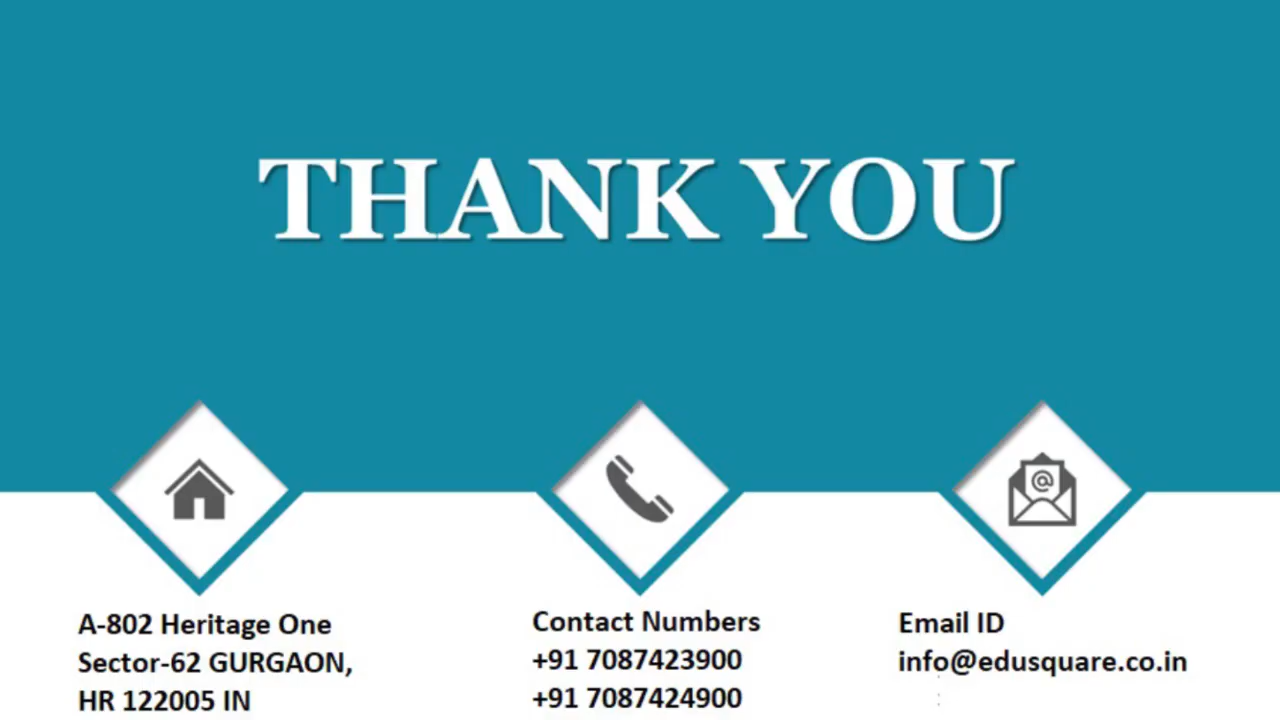 THANK YOU
A-802 Heritage One
Sector-62 GURGAON,
HR 122005 IN
Contact Numbers
+91 7087423900
+91 7087424900
Email ID
info@edusquare.co.in